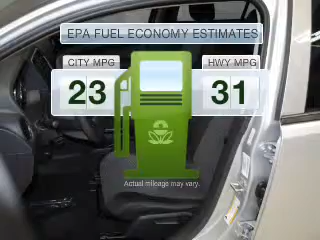 EPA FUEL ECONOMY ESTIMATES
CITY MPG
HWY MPG
23
31
Actual mileage may vary.